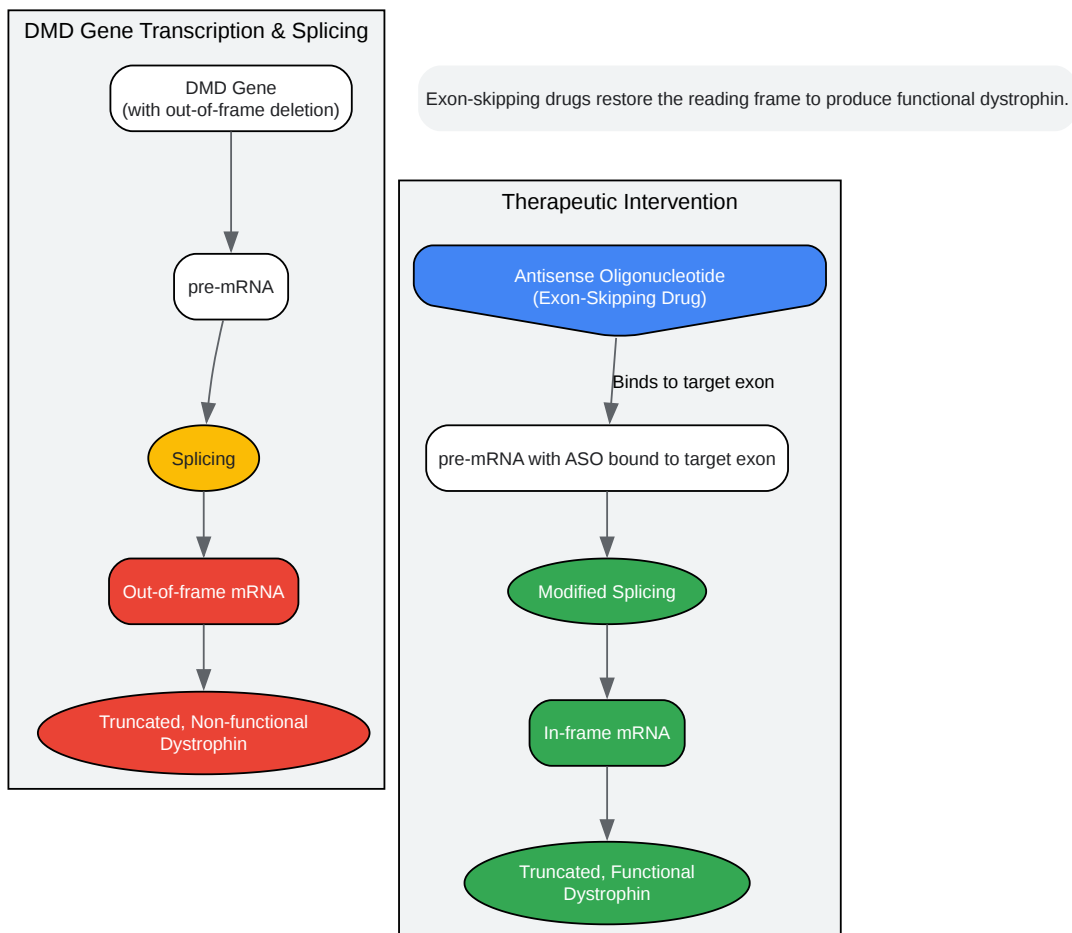 DMD Gene Transcription & Splicing
DMD Gene
(with out-of-frame deletion)
pre-mRNA
Splicing
Out-of-frame mRNA
Truncated, Non-functional
Dystrophin
Exon-skipping drugs restore the reading frame to produce functional dystrophin.
Therapeutic Intervention
Antisense Oligonucleotide
(Exon-Skipping Drug)
Binds to target exon
pre-mRNA with ASO bound to target exon
Modified Splicing
In-frame mRNA
Truncated, Functional
Dystrophin